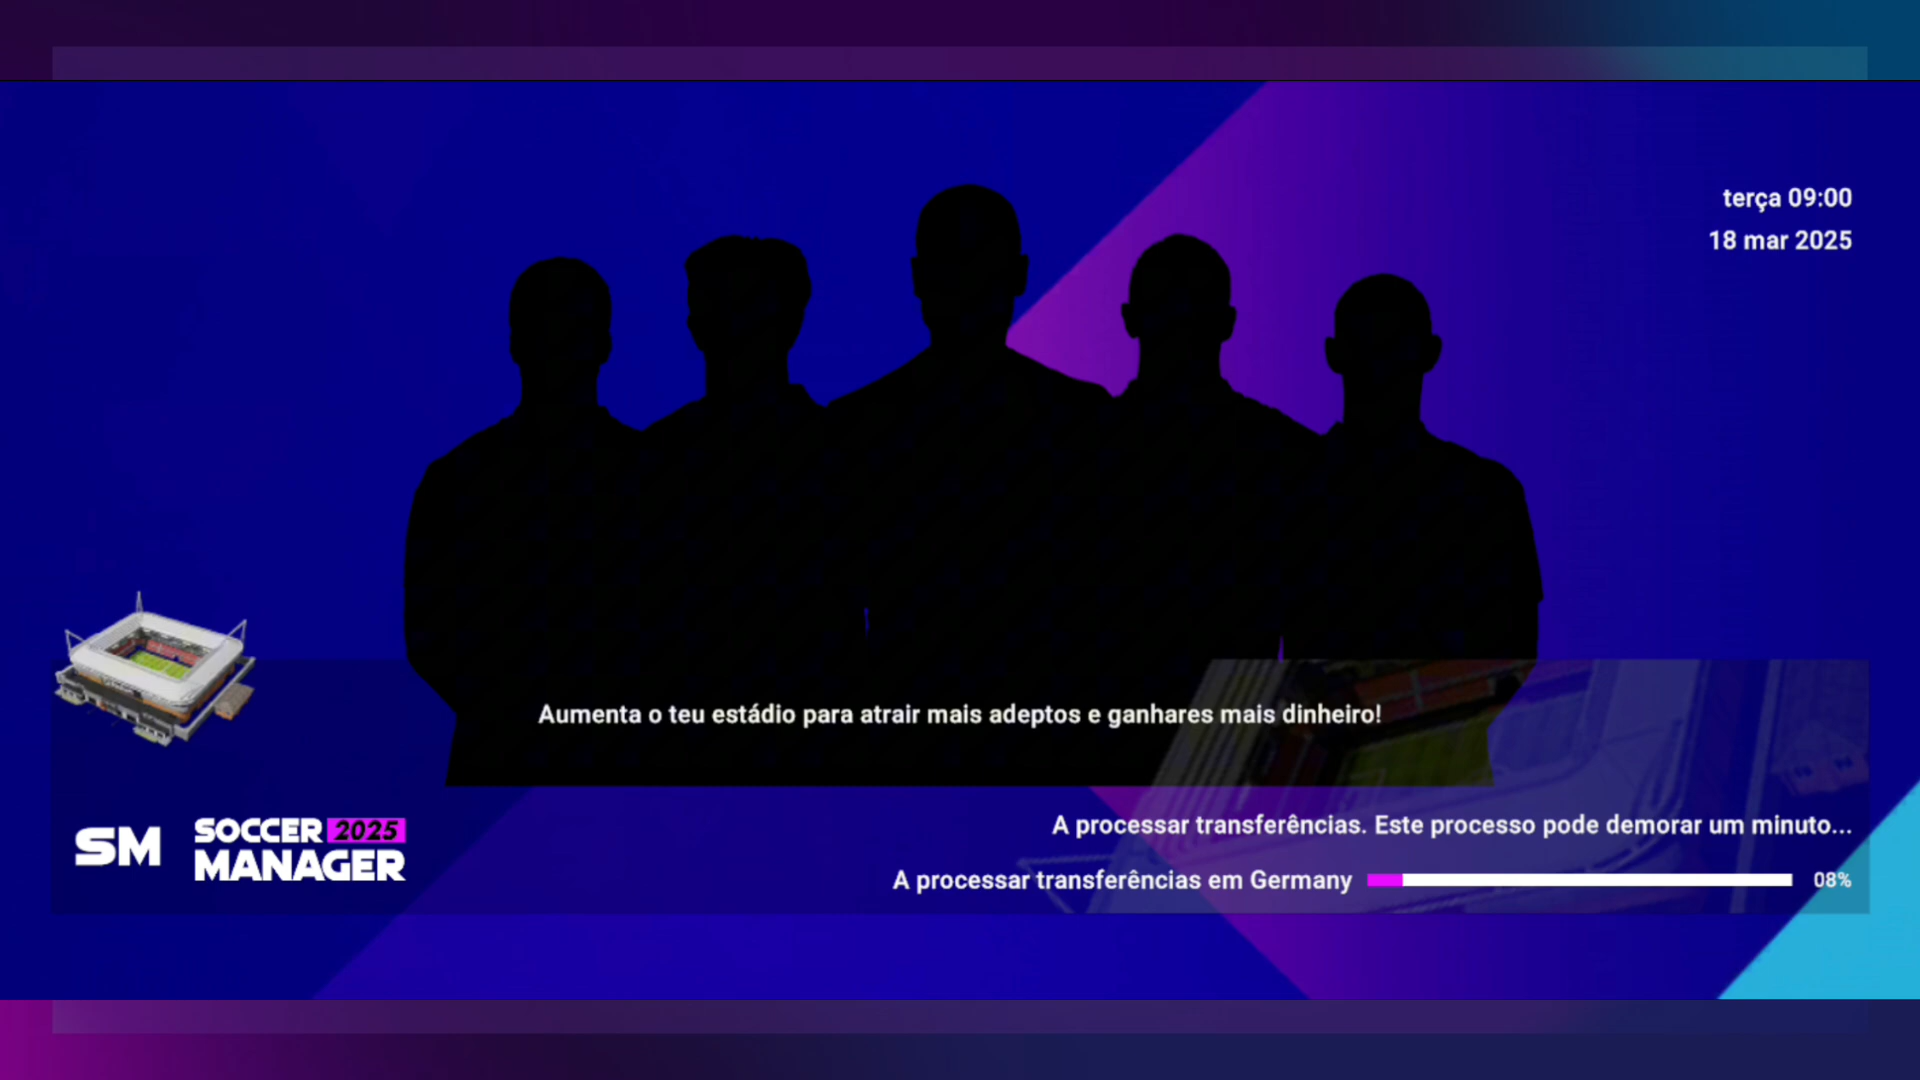 terça 09:00
18 mar 2025
Aumenta o teu estádio para atrair mais adeptos e ganhares mais dinheiro!
SM
SOCCER 2025
MANAGER
A processar transferências. Este processo pode demorar um minuto...
A processar transferências em Germany 08%